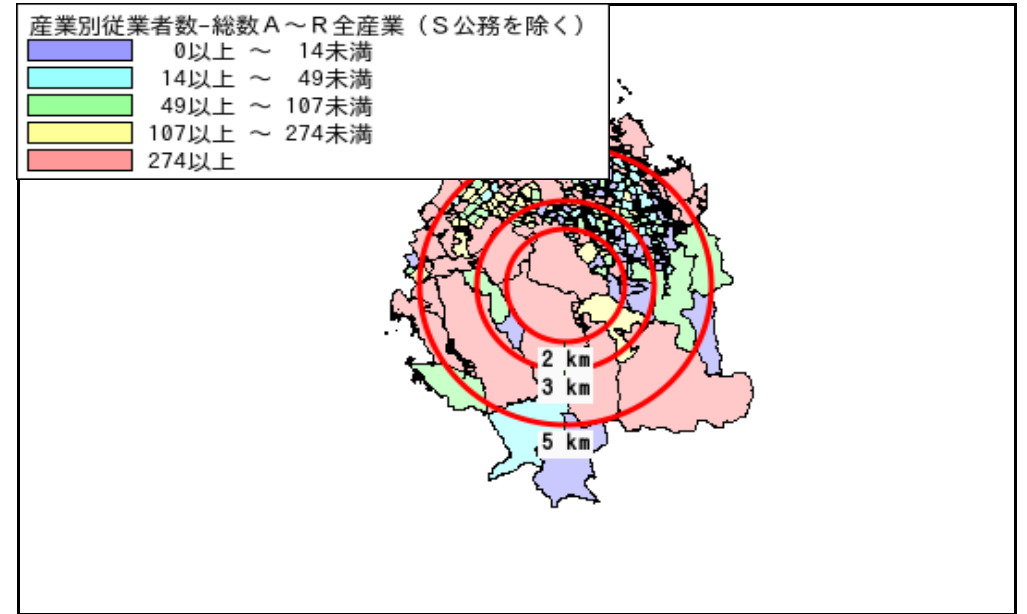 産業別従業者数−総数Ａ～Ｒ全産業（Ｓ公務を除く）
0以上 ～ 14未満
14以上 ～ 49未満
49以上 ～ 107未満
107以上 ～ 274未満
274以上
2 km
3 km
5 km